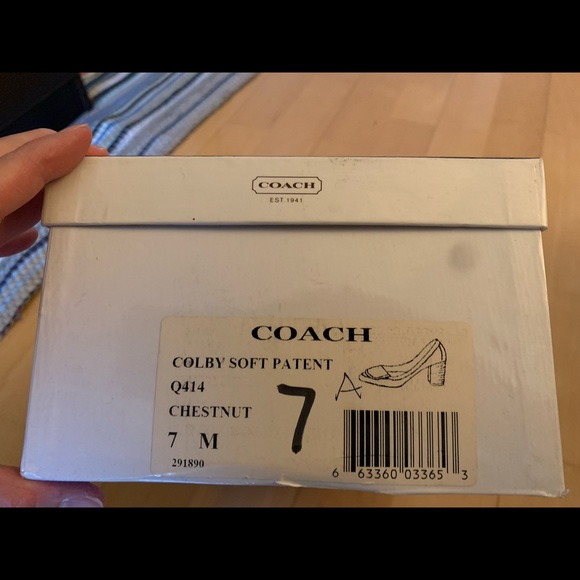 COACH
EST 1941
COACH
COLBY SOFT PATENT
Q414
CHESTNUT
7 M
291890
7
A
6 63360 03365 3